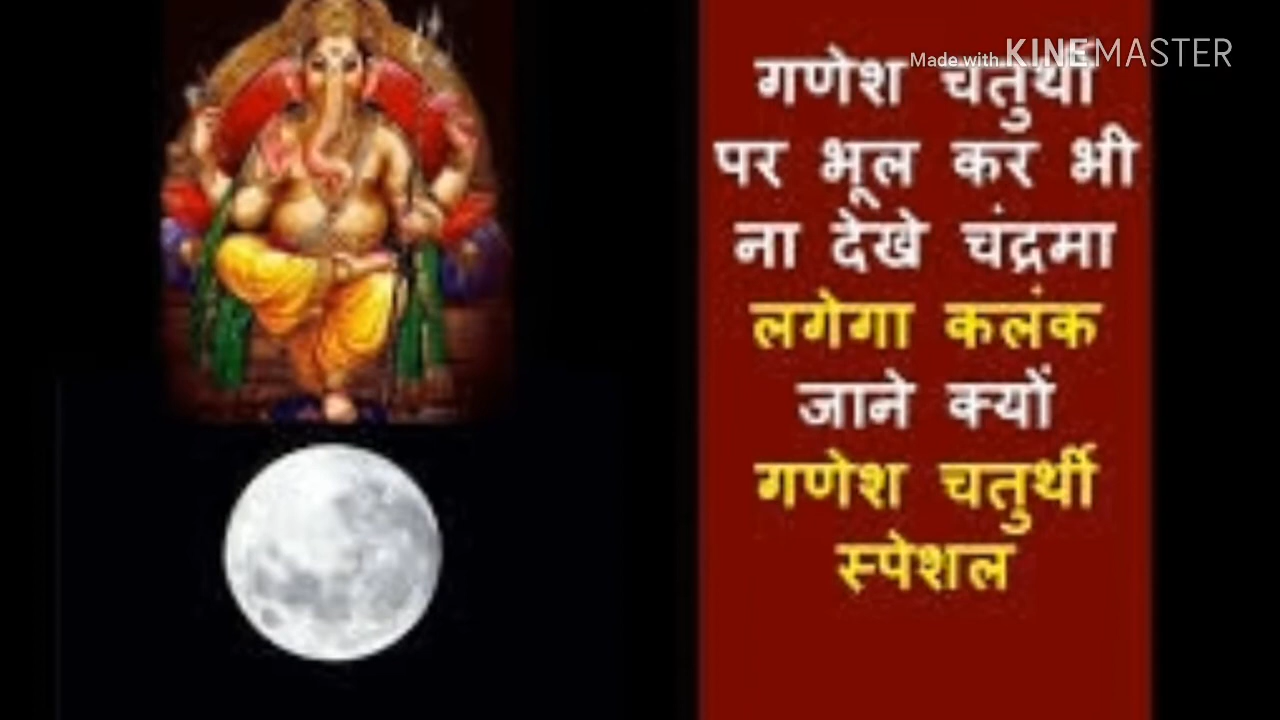 Made with KINEMASTER
गणेश चतुर्थी
पर भूल कर भी
ना देखे चंद्रमा
लगेगा कलंक
जाने क्यों
गणेश चतुर्थी
स्पेशल